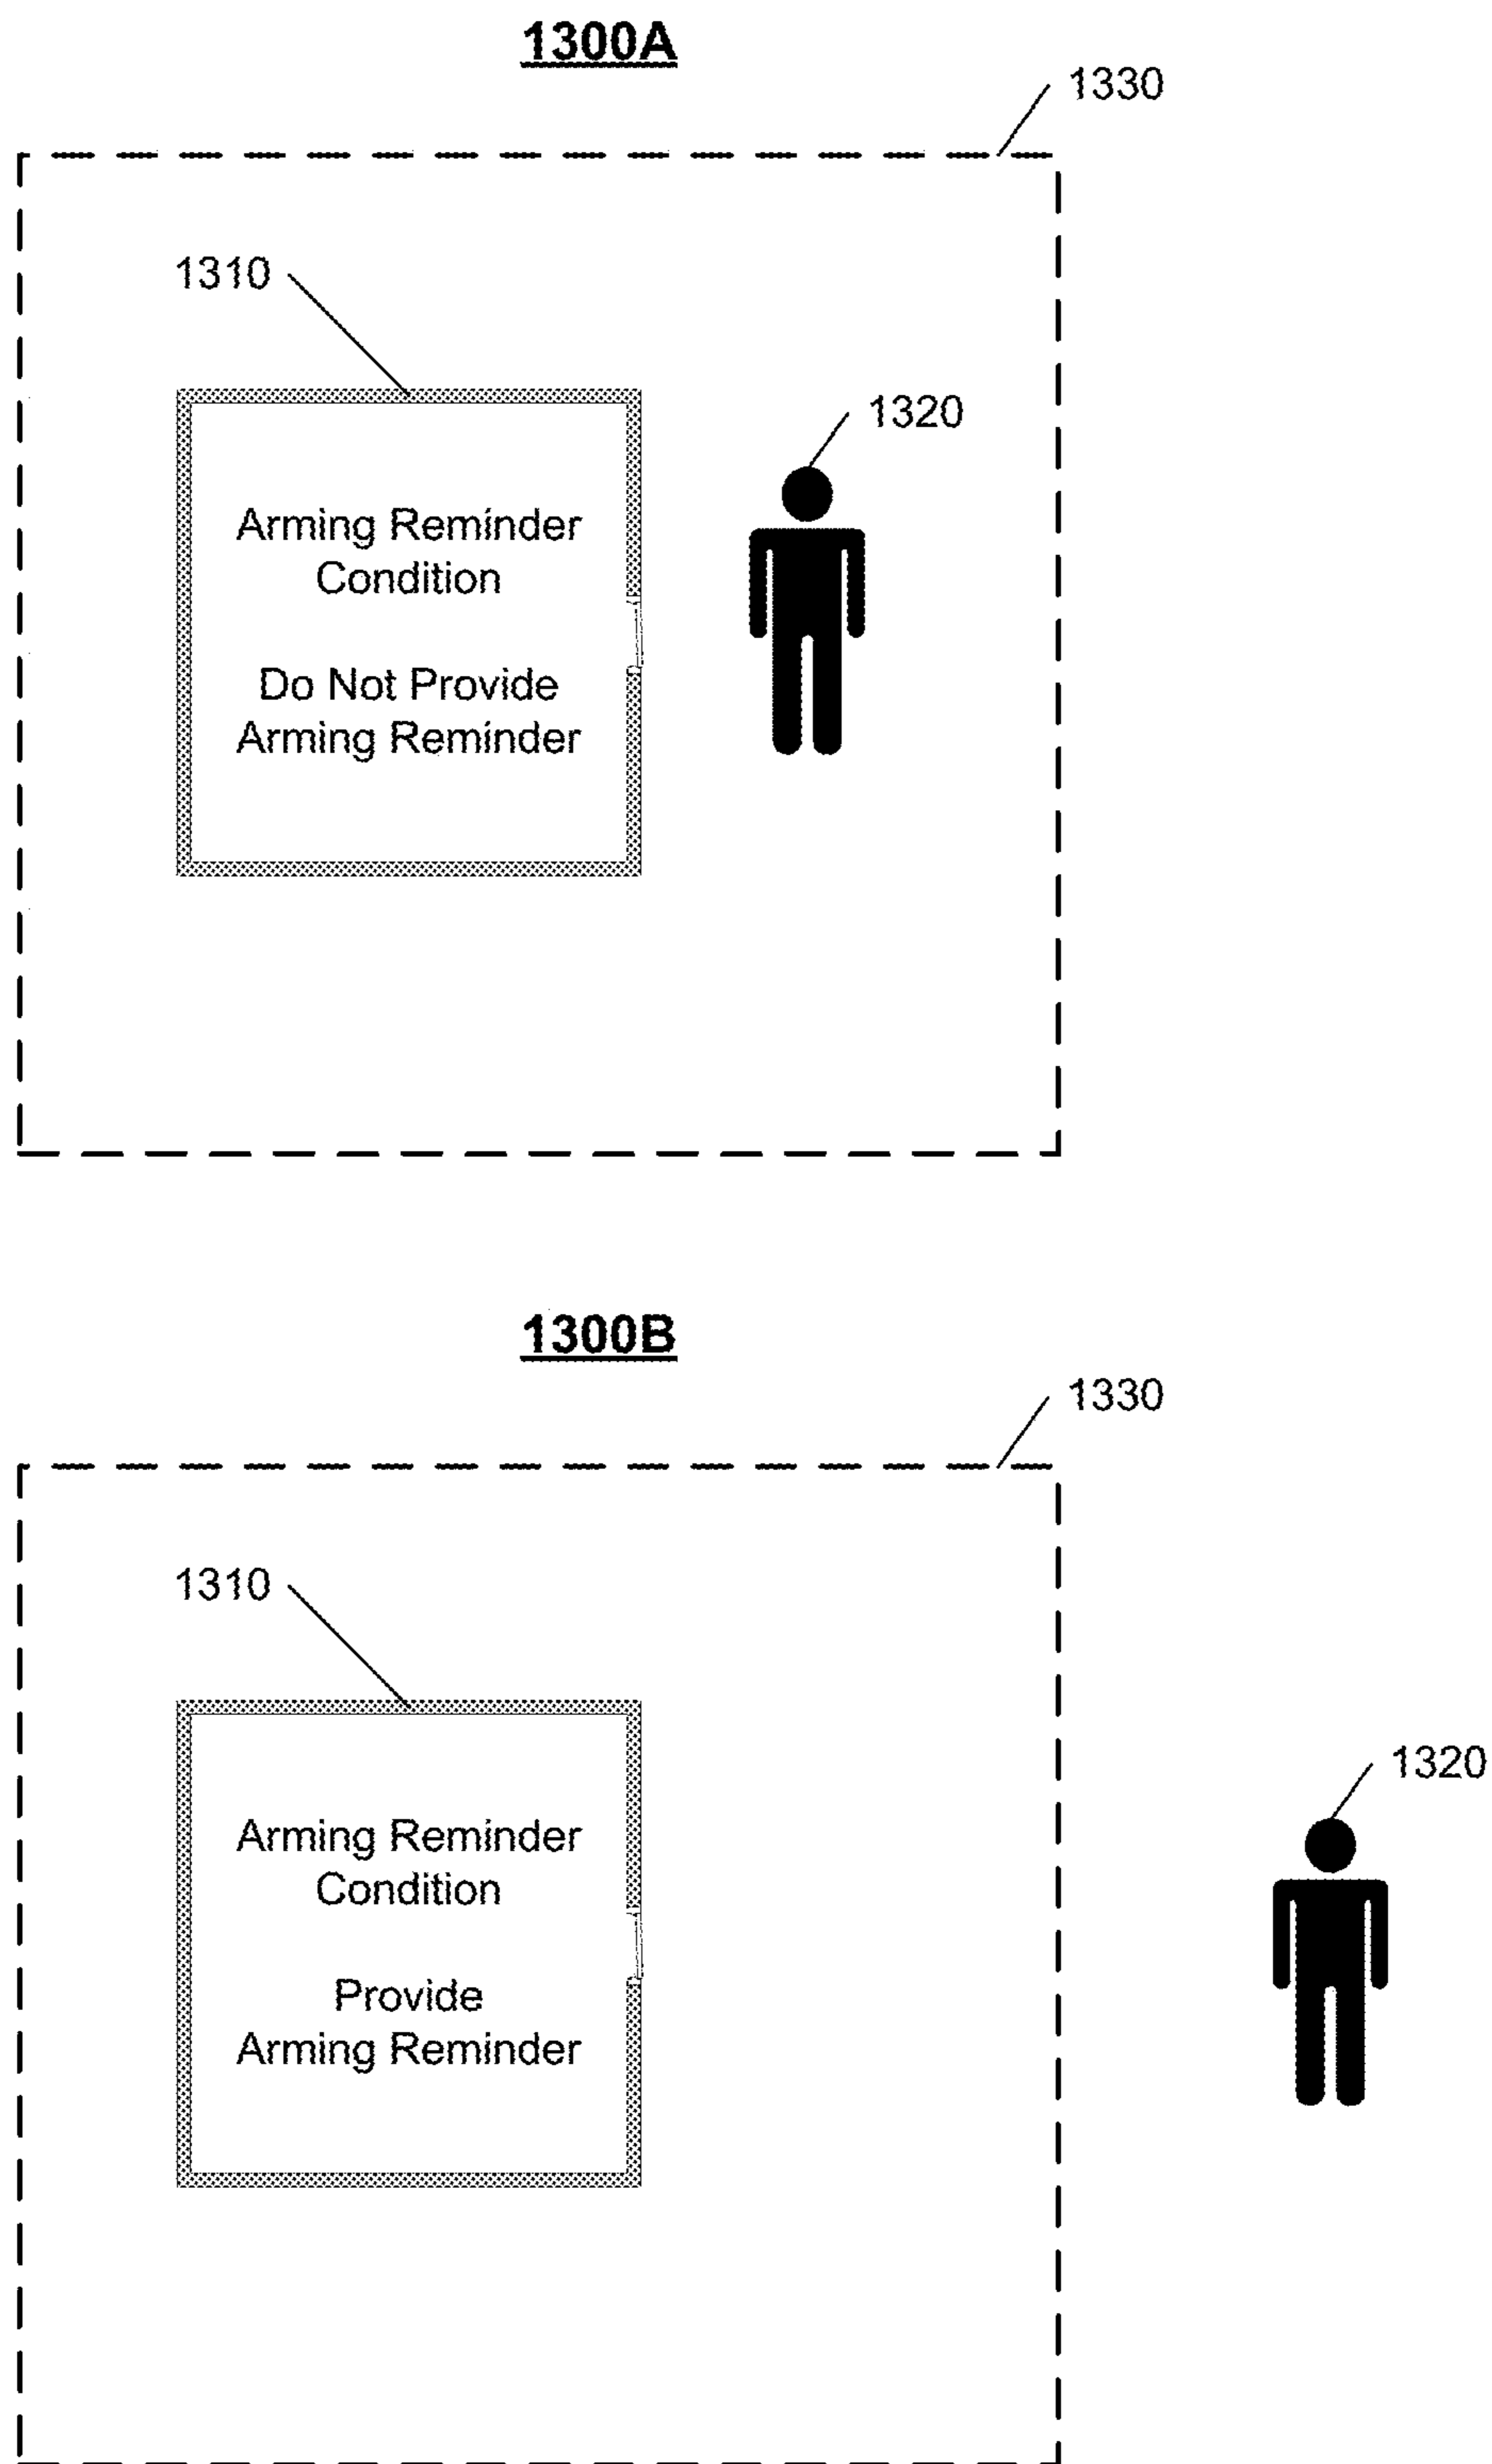 1300A
1330
1310
1320
Arming Reminder
Condition
Do Not Provide
Arming Reminder
1300B
1330
1310
1320
Arming Reminder
Condition
Provide
Arming Reminder